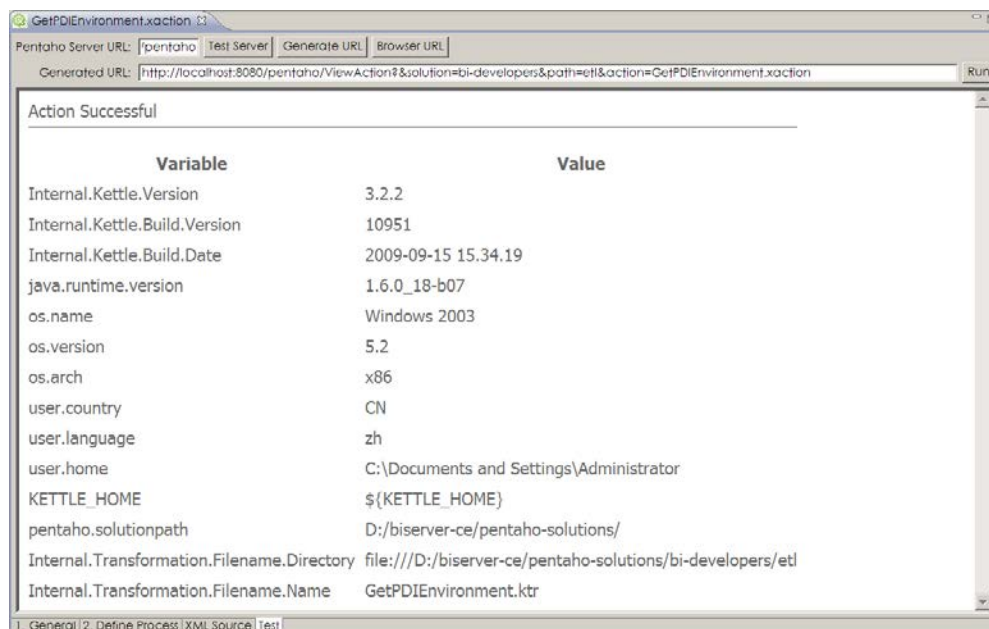 GetPDIEnvironment.xaction
Pentaho Server URL: /pentaho Test Server Generate URL Browser URL
Generated URL: http://localhost:8080/pentaho/ViewAction?&solution=bi-developers&path=etl&action=GetPDIEnvironment.xaction Run
Action Successful
Variable Value
Internal.Kettle.Version 3.2.2
Internal.Kettle.Build.Version 10951
Internal.Kettle.Build.Date 2009-09-15 15.34.19
java.runtime.version 1.6.0_18-b07
os.name Windows 2003
os.version 5.2
os.arch x86
user.country CN
user.language zh
user.home C:\Documents and Settings\Administrator
KETTLE_HOME ${KETTLE_HOME}
pentaho.solutionpath D:/biserver-ce/pentaho-solutions/
Internal.Transformation.Filename.Directory file:///D:/biserver-ce/pentaho-solutions/bi-developers/etl
Internal.Transformation.Filename.Name GetPDIEnvironment.ktr
1. General 2. Define Process XML Source Test